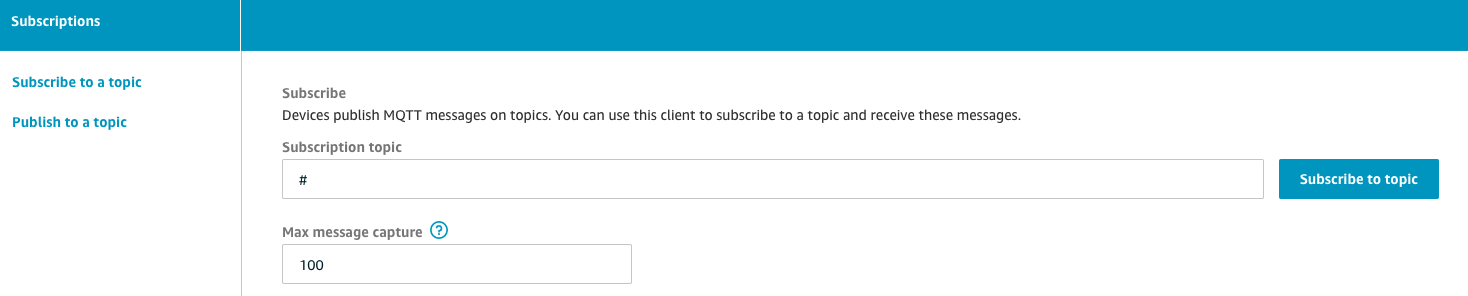 Subscriptions
Subscribe to a topic
Publish to a topic
Subscribe
Devices publish MQTT messages on topics. You can use this client to subscribe to a topic and receive these messages.
Subscription topic
#
Subscribe to topic
Max message capture ?
100